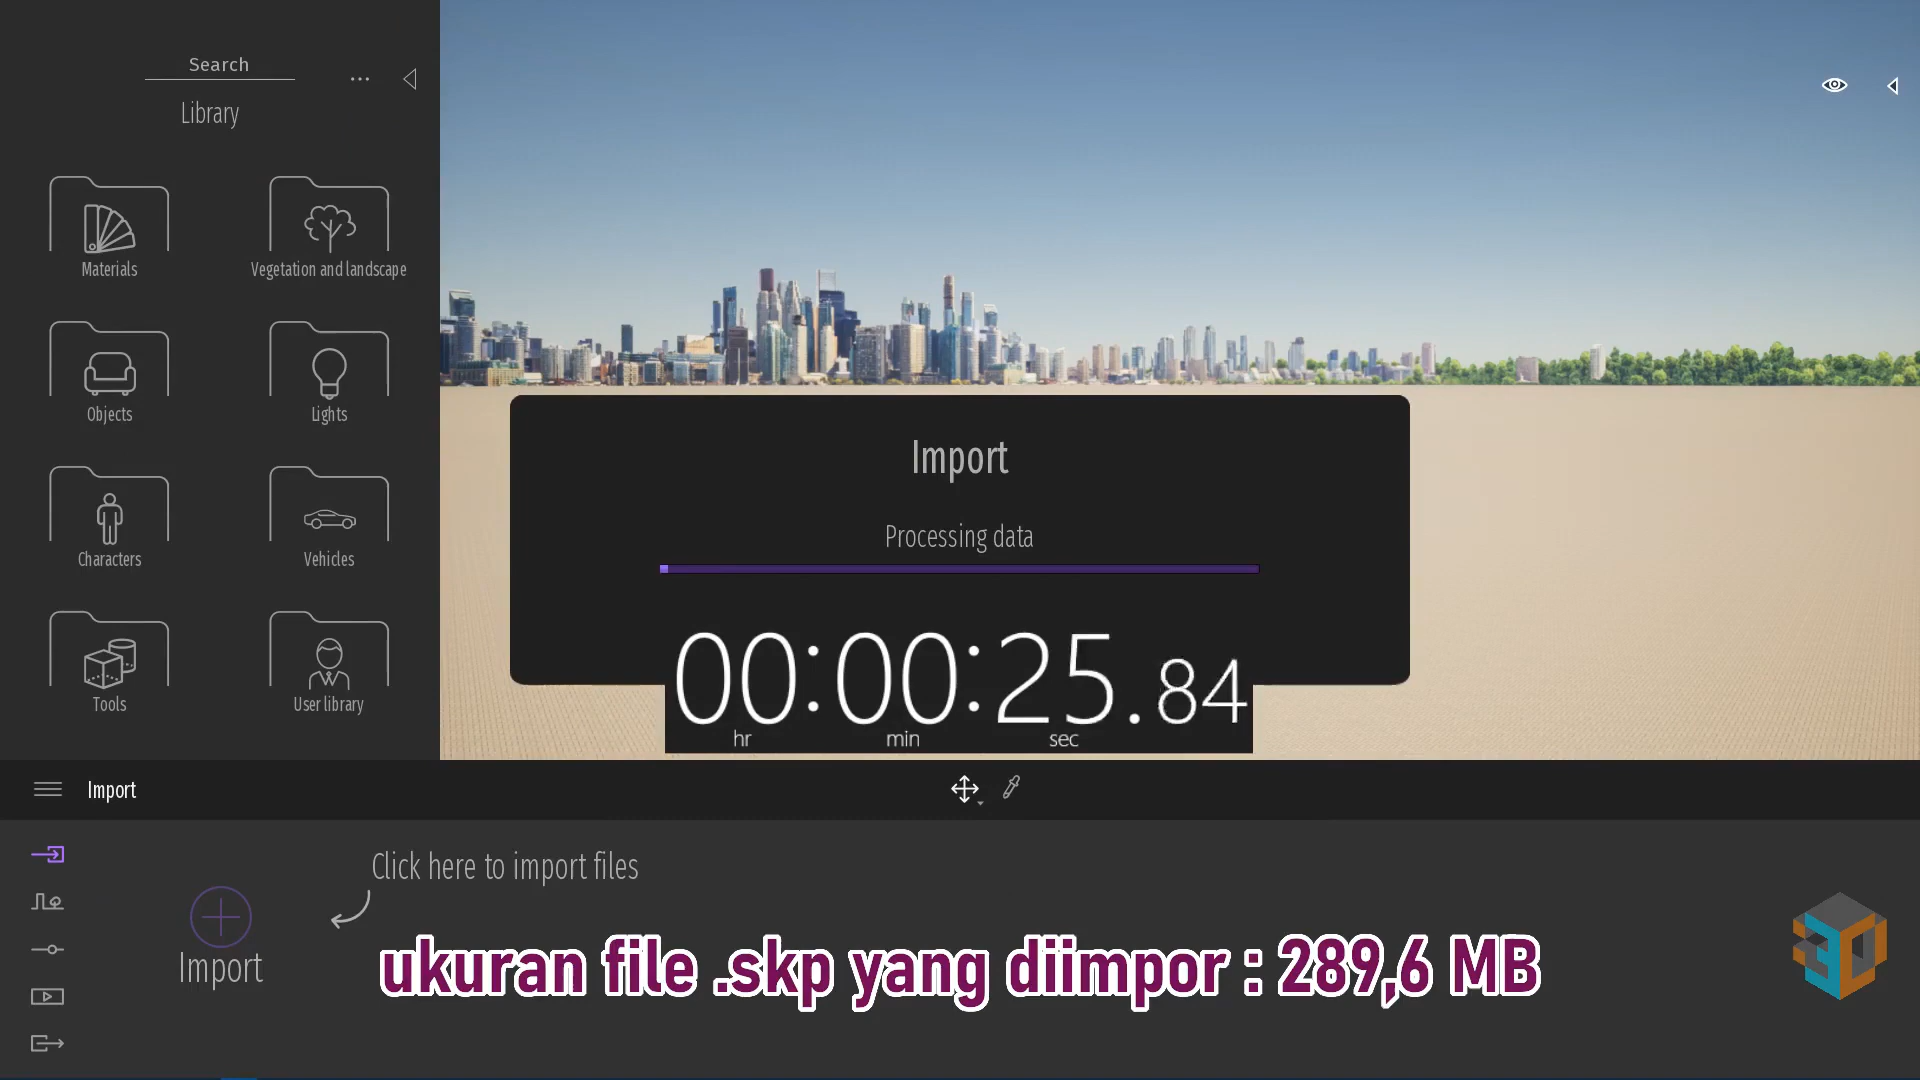 Search
Library
Materials
Vegetation and landscape
Objects
Lights
Characters
Vehicles
Tools
User library
Import
Processing data
00:00:25.84
hr min sec
Import
Click here to import files
Import
ukuran file .skp yang diimpor : 289,6 MB
3D